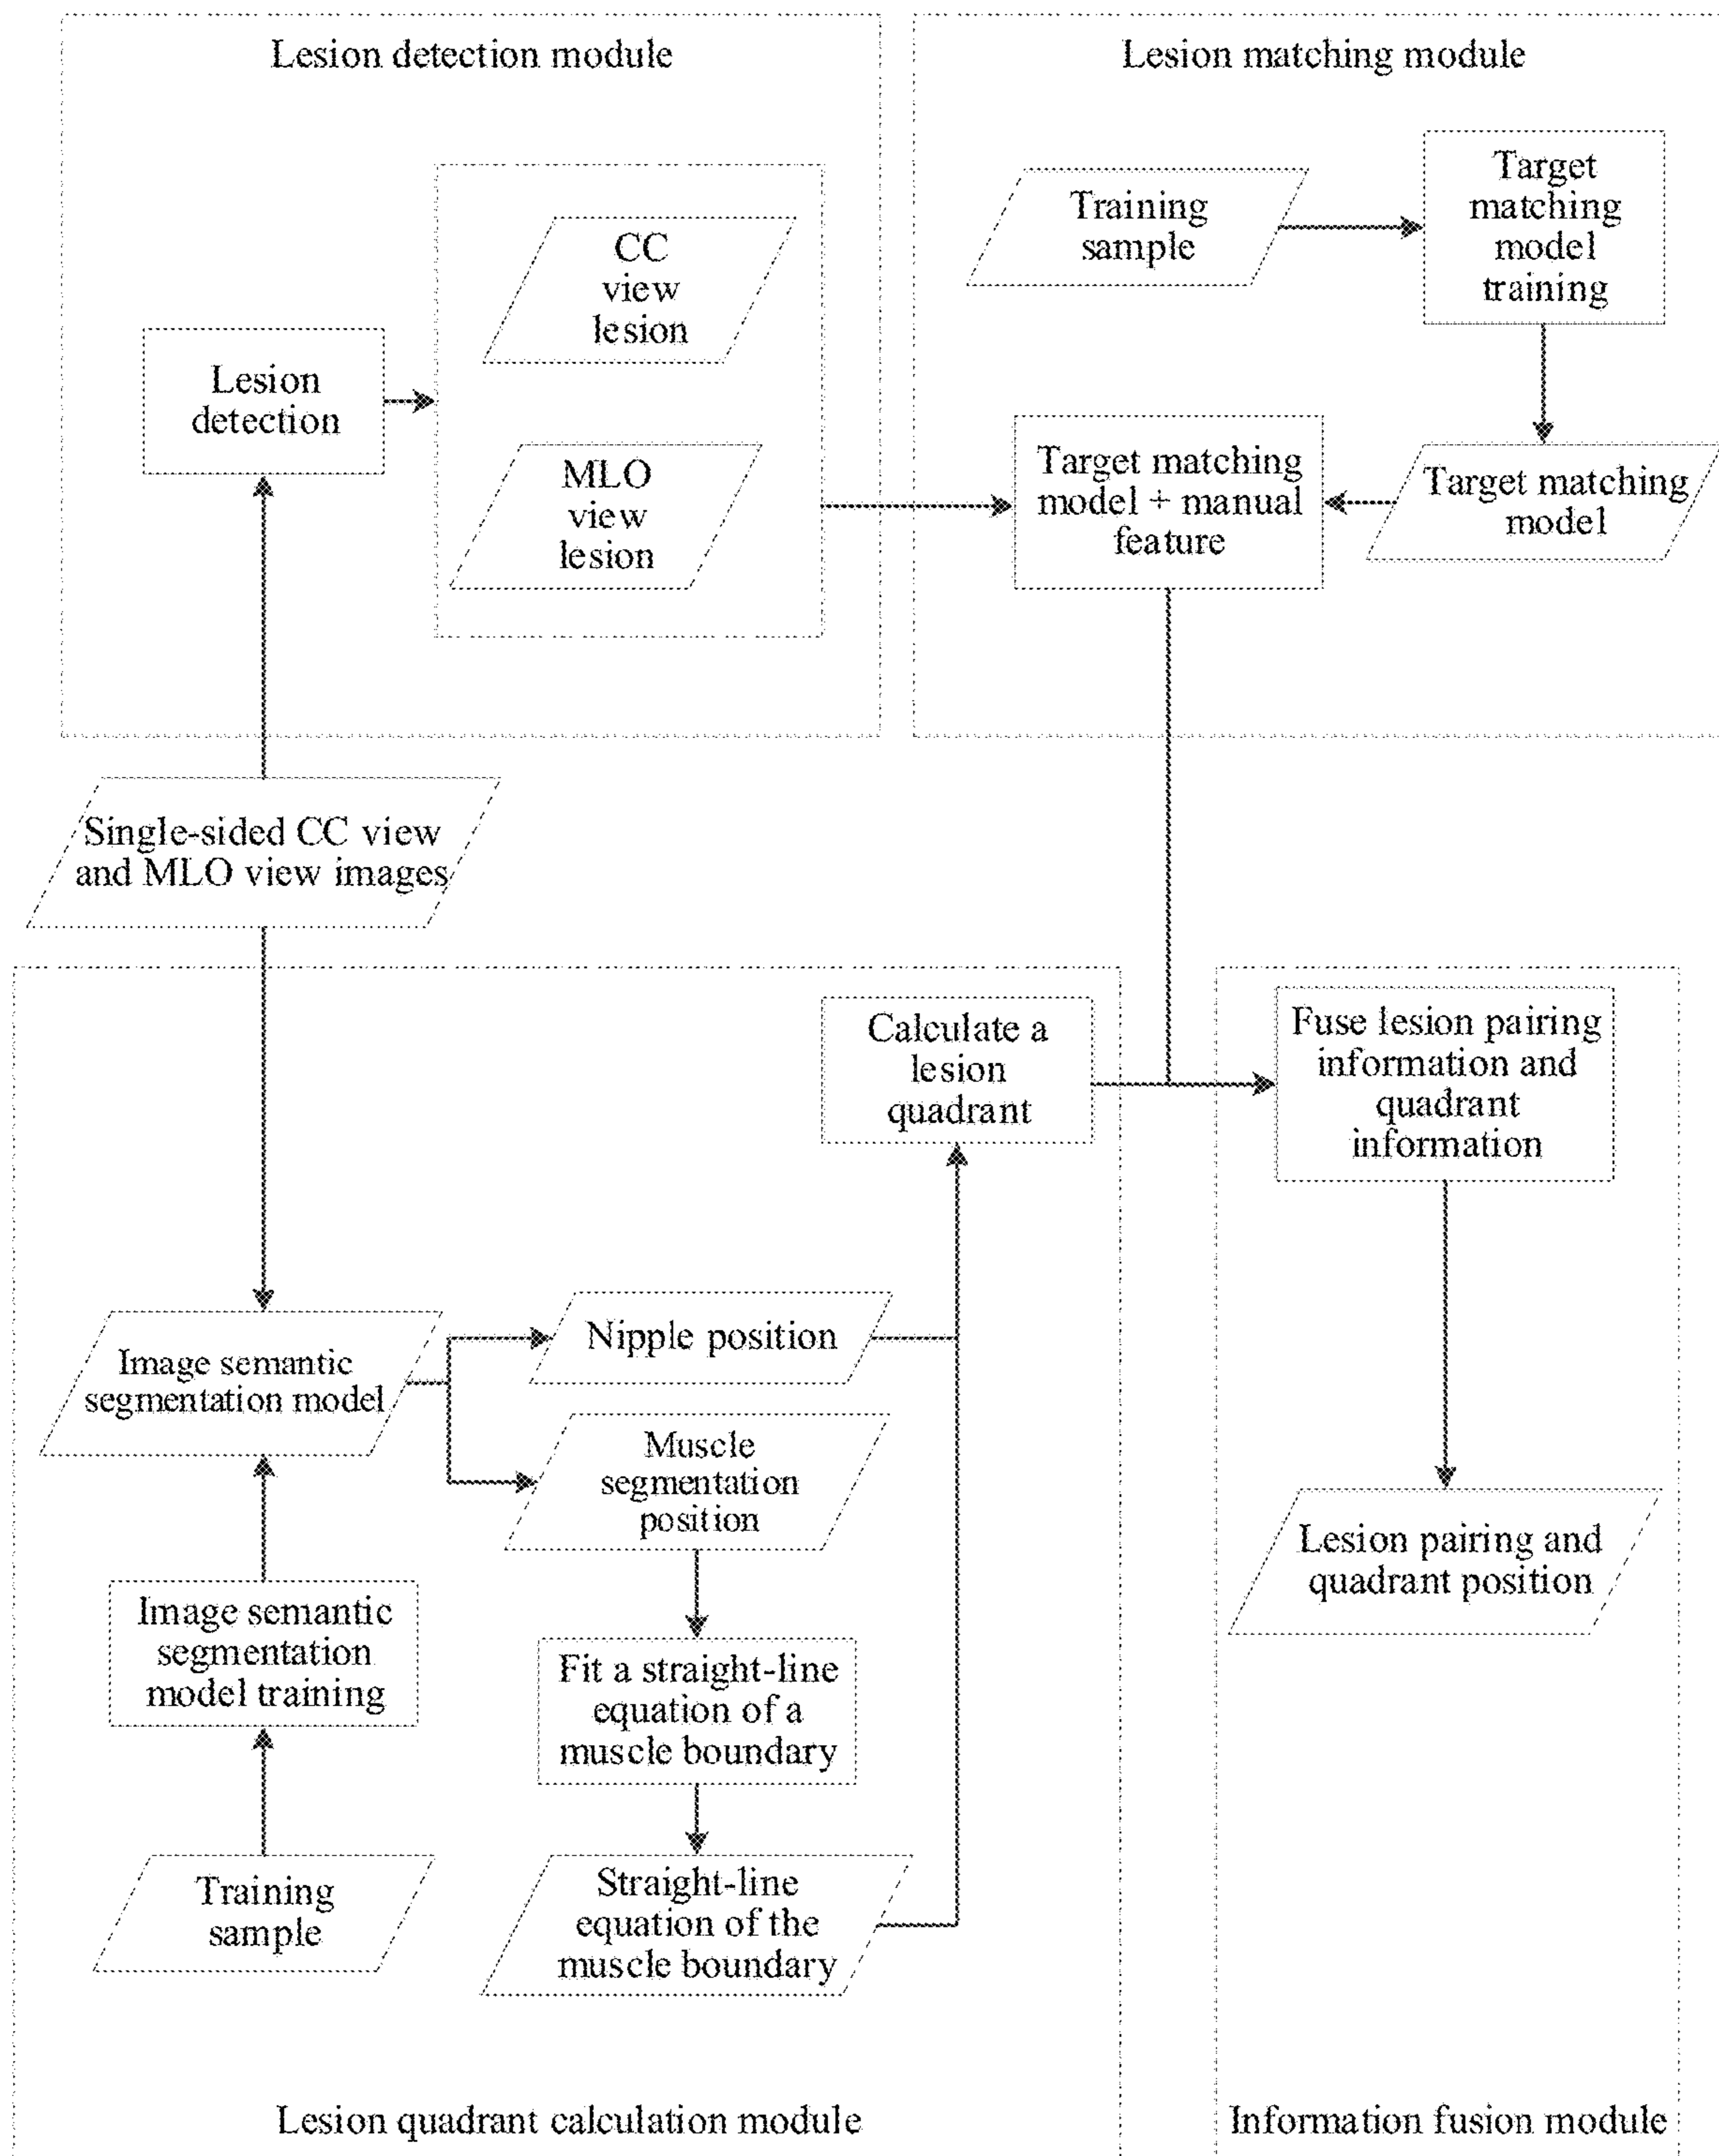 Lesion detection module
Lesion matching module
CC
view
lesion
Lesion
detection
MLO
view
lesion
Training
sample
Target
matching
model
training
Target matching
model + manual
feature
Target matching
model
Single-sided CC view
and MLO view images
Calculate a
lesion
quadrant
Fuse lesion pairing
information and
quadrant
information
Image semantic
segmentation model
Nipple position
Muscle
segmentation
position
Lesion pairing and
quadrant position
Image semantic
segmentation
model training
Fit a straight-line
equation of a
muscle boundary
Training
sample
Straight-line
equation of the
muscle boundary
Lesion quadrant calculation module
Information fusion module